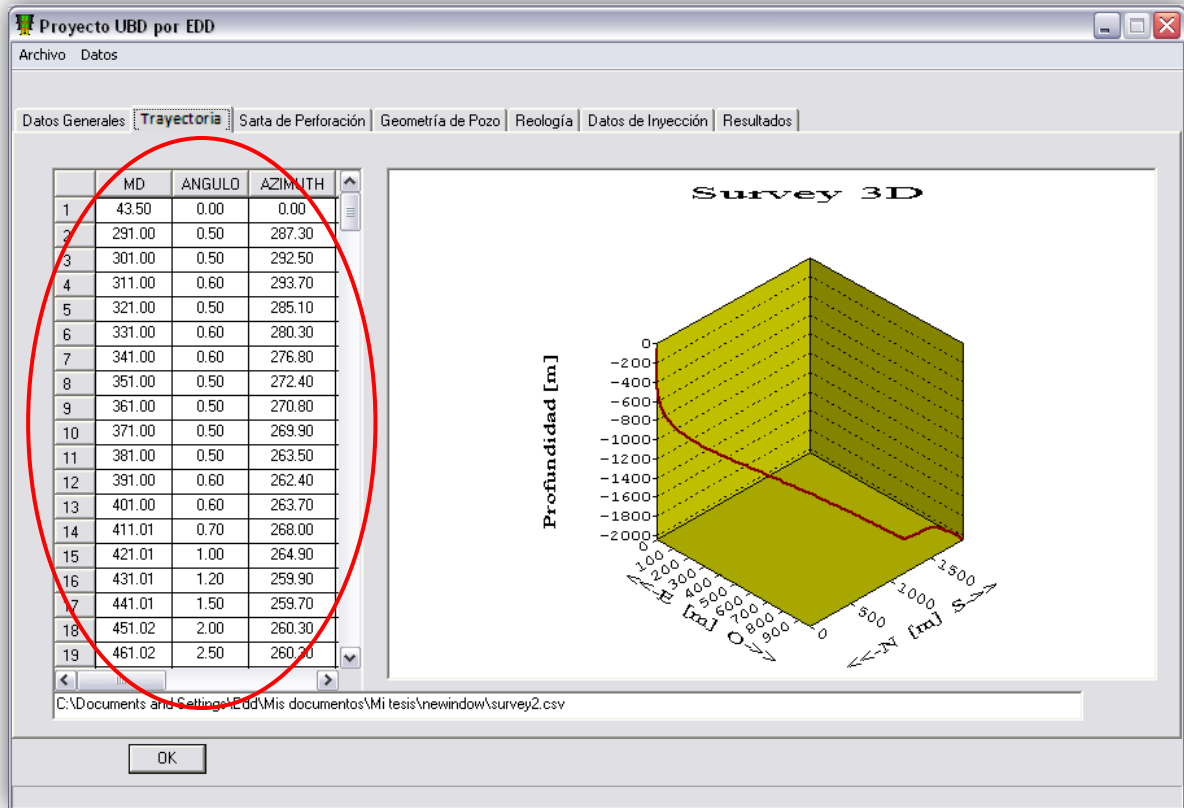 Proyecto UBD por EDD
Archivo Datos
Datos Generales Trayectoria Sarta de Perforación Geometría de Pozo Reología Datos de Inyección Resultados
MD ANGULO AZIMUTH
1 43.50 0.00 0.00
2 291.00 0.50 287.30
3 301.00 0.50 292.50
4 311.00 0.60 293.70
5 321.00 0.50 285.10
6 331.00 0.60 280.30
7 341.00 0.60 276.80
8 351.00 0.50 272.40
9 361.00 0.50 270.80
10 371.00 0.50 269.90
11 381.00 0.50 263.50
12 391.00 0.60 262.40
13 401.00 0.60 263.70
14 411.01 0.70 268.00
15 421.01 1.00 264.90
16 431.01 1.20 259.90
17 441.01 1.50 259.70
18 451.02 2.00 260.30
19 461.02 2.50 260.30
Survey 3D
Profundidad [m]
0
-200
-400
-600
-800
-1000
-1200
-1400
-1600
-1800
-2000
0
100
200
300
400
500
600
700
800
900
<<-E [m] O->>
0
500
1000
1500
<<-N [m] S->>
C:\Documents and Settings\Edd\Mis documentos\Mi tesis\newindow\survey2.csv
OK